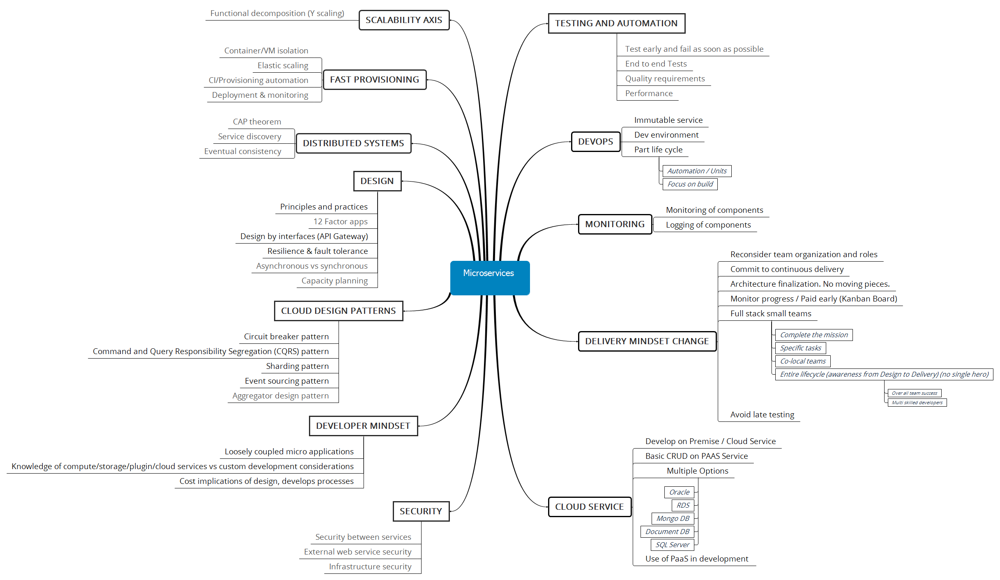 Microservices
SCALABILITY AXIS
Functional decomposition (Y scaling)
FAST PROVISIONING
Container/VM isolation
Elastic scaling
CI/Provisioning automation
Deployment & monitoring
DISTRIBUTED SYSTEMS
CAP theorem
Service discovery
Eventual consistency
DESIGN
Principles and practices
12 Factor apps
Design by interfaces (API Gateway)
Resilience & fault tolerance
Asynchronous vs synchronous
Capacity planning
CLOUD DESIGN PATTERNS
Circuit breaker pattern
Command and Query Responsibility Segregation (CQRS) pattern
Sharding pattern
Event sourcing pattern
Aggregator design pattern
DEVELOPER MINDSET
Loosely coupled micro applications
Knowledge of compute/storage/plugin/cloud services vs custom development considerations
Cost implications of design, develops processes
SECURITY
Security between services
External web service security
Infrastructure security
TESTING AND AUTOMATION
Test early and fail as soon as possible
End to end Tests
Quality requirements
Performance
DEVOPS
Immutable service
Dev environment
Part life cycle
Automation / Units
Focus on build
MONITORING
Monitoring of components
Logging of components
DELIVERY MINDSET CHANGE
Reconsider team organization and roles
Commit to continuous delivery
Architecture finalization. No moving pieces.
Monitor progress / Paid early (Kanban Board)
Full stack small teams
Complete the mission
Specific tasks
Co-local teams
Entire lifecycle (awareness from Design to Delivery) (no single hero)
Over all team success
Multi skilled developers
Avoid late testing
CLOUD SERVICE
Develop on Premise / Cloud Service
Basic CRUD on PAAS Service
Multiple Options
Oracle
RDS
Mongo DB
Document DB
SQL Server
Use of PaaS in development